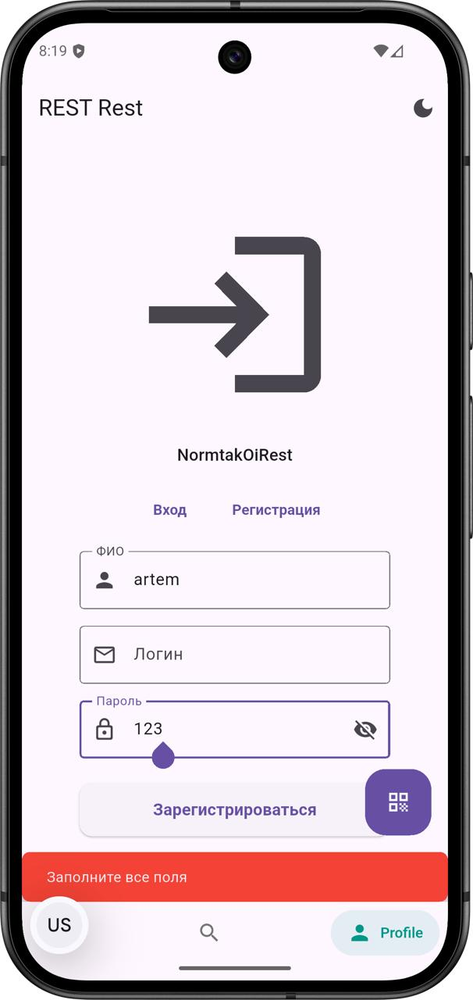 8:19
REST Rest
NormtakOiRest
Вход Регистрация
ФИО
artem
Логин
Пароль
123
Зарегистрироваться
Заполните все поля
US
Profile